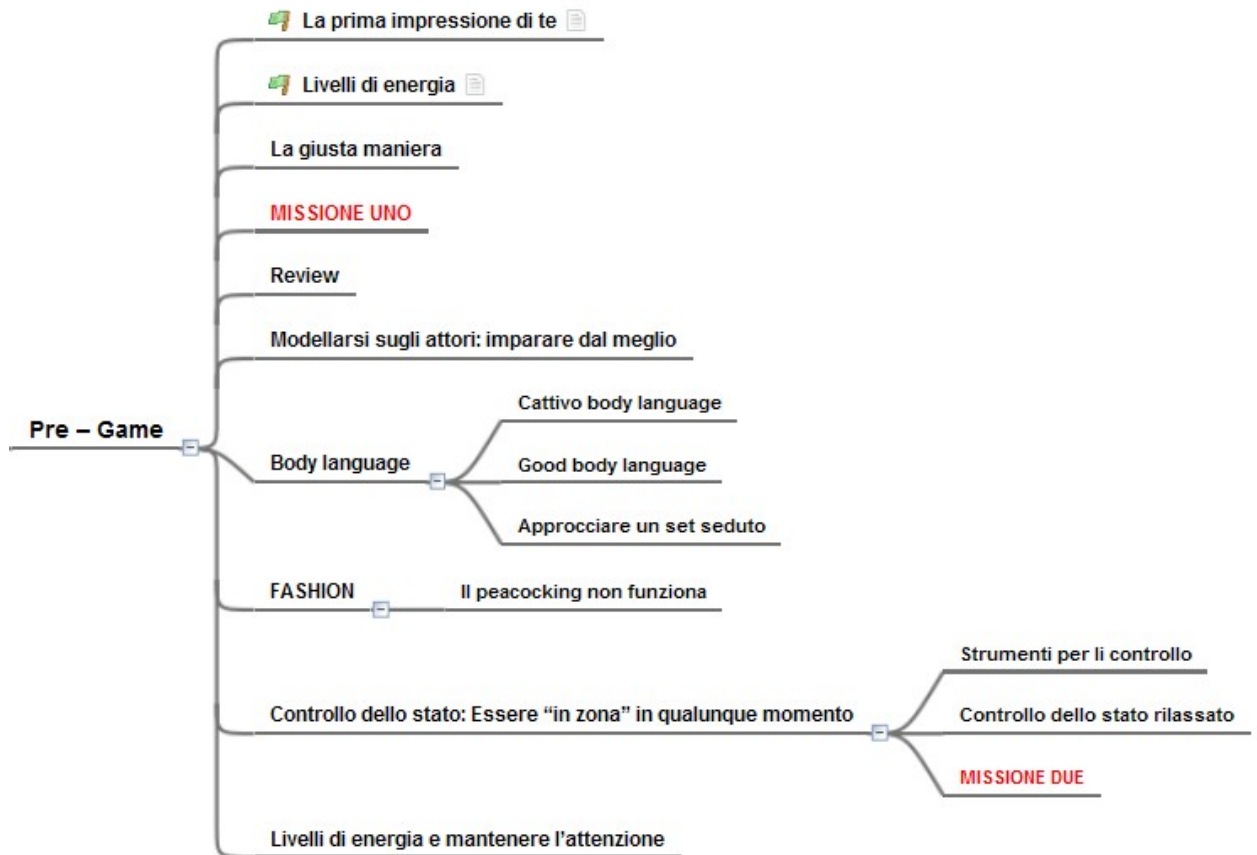 La prima impressione di te
Livelli di energia
La giusta maniera
MISSIONE UNO
Review
Modellarsi sugli attori: imparare dal meglio
Pre – Game
Body language
Cattivo body language
Good body language
Approcciare un set seduto
FASHION
Il peacocking non funziona
Controllo dello stato: Essere “in zona” in qualunque momento
Strumenti per li controllo
Controllo dello stato rilassato
MISSIONE DUE
Livelli di energia e mantenere l'attenzione